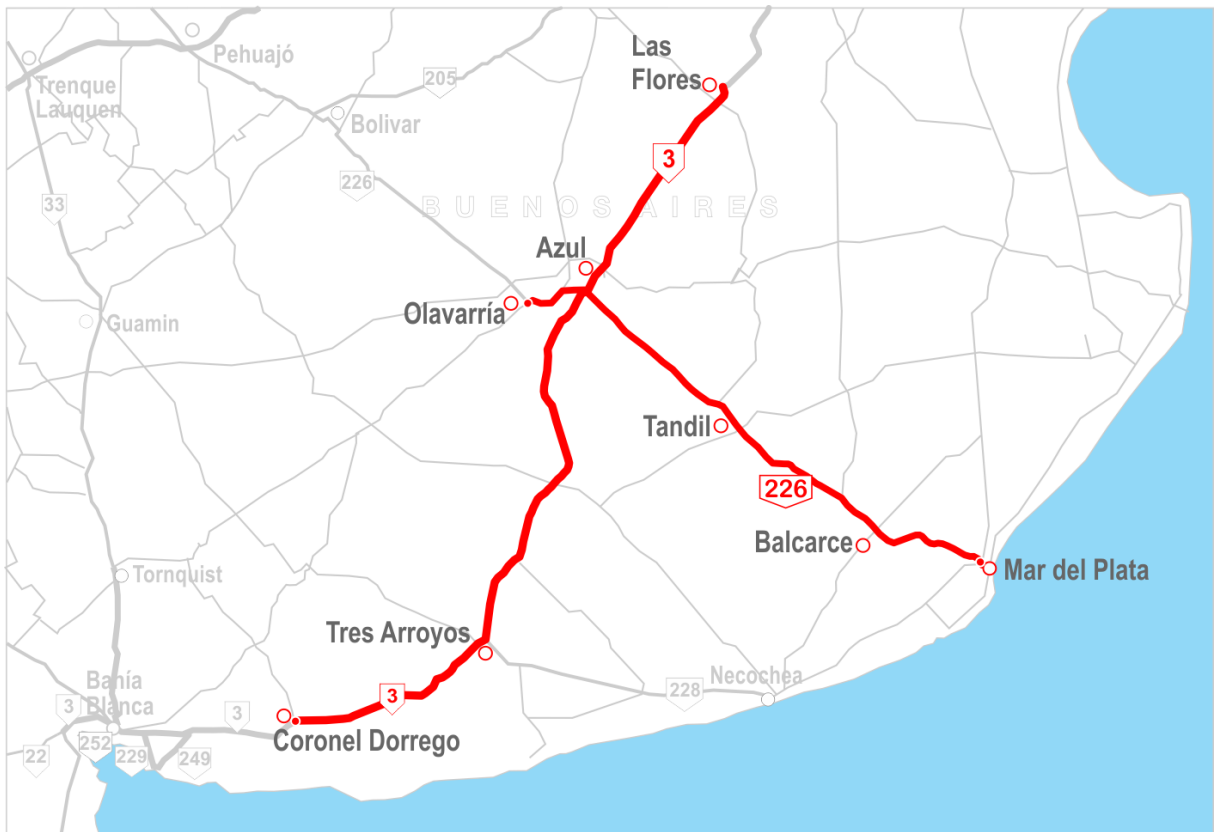 Las
Flores
Pehuajó
Trenque
Lauquen
205
Bolivar
3
226
33
BUENOS AIRES
Azul
Olavarría
Guamin
Tandil
226
Balcarce
Mar del Plata
Tornquist
Tres Arroyos
Necochea
228
Bahía
Blanca
3
3
3
Coronel Dorrego
252
22
229
249